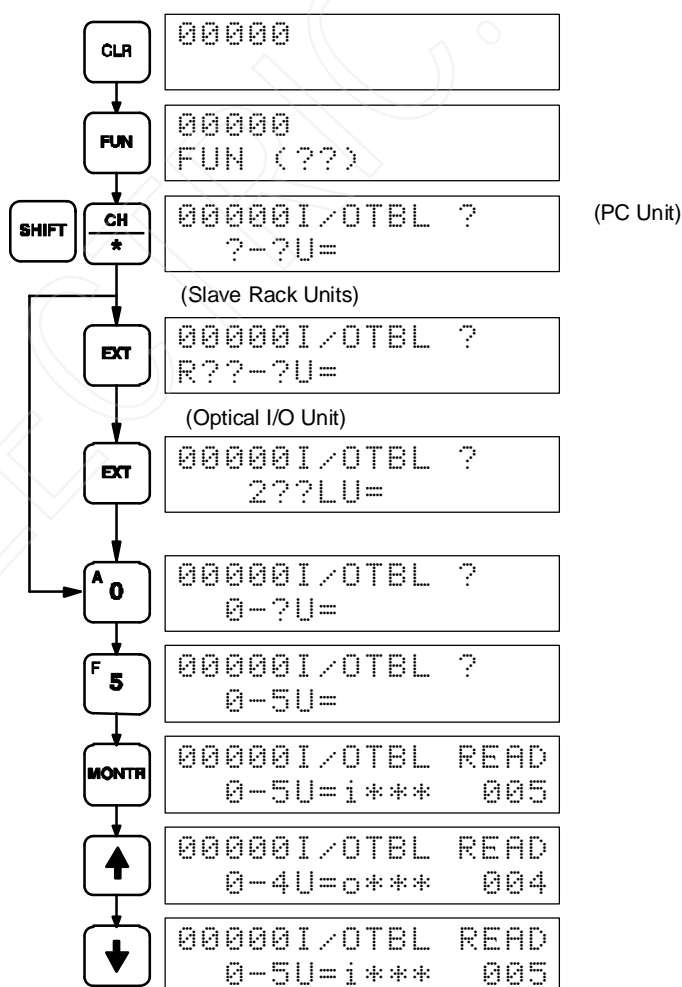 CLR
00000
FUN
00000
FUN (??)
SHIFT
CH
*
00000I/OTBL ?
?-?U=
(PC Unit)
(Slave Rack Units)
EXT
00000I/OTBL ?
R??-?U=
(Optical I/O Unit)
EXT
00000I/OTBL ?
2??LU=
A 0
00000I/OTBL ?
0-?U=
F 5
00000I/OTBL ?
0-5U=
MONTR
00000I/OTBL READ
0-5U=i*** 005
00000I/OTBL READ
0-4U=o*** 004
00000I/OTBL READ
0-5U=i*** 005